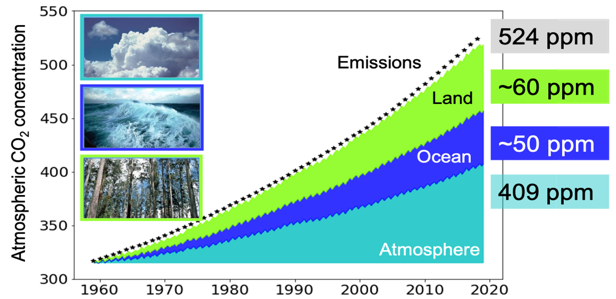 Atmospheric CO₂ concentration
550
500
450
400
350
300
1960
1970
1980
1990
2000
2010
2020
Emissions
Land
Ocean
Atmosphere
524 ppm
~60 ppm
~50 ppm
409 ppm